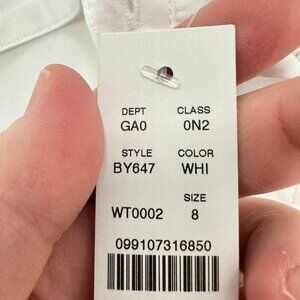 DEPT CLASS
GA0 0N2
STYLE COLOR
BY647 WHI
SIZE
WT0002 8
099107316850